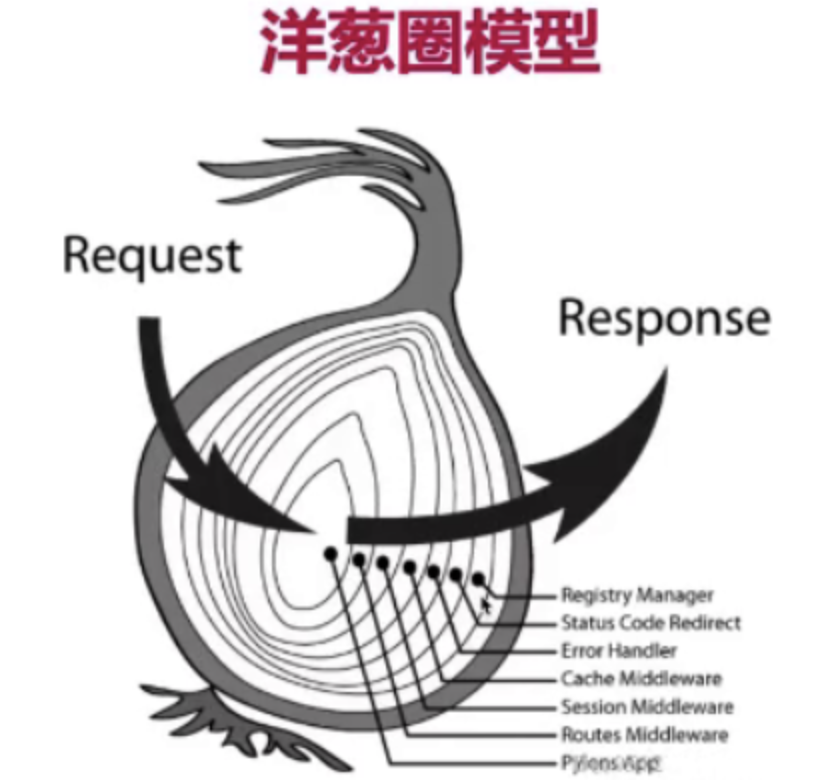 洋葱圈模型
Request
Response
Registry Manager
Status Code Redirect
Error Handler
Cache Middleware
Session Middleware
Routes Middleware
Pylons App